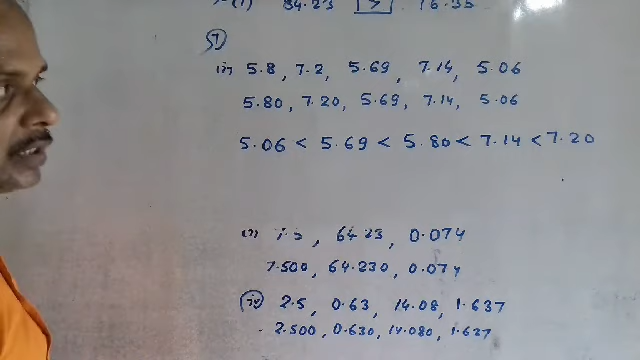 (i) 84.23 > 16.35
7
(i) 5.8, 7.2, 5.69, 7.14, 5.06
5.80, 7.20, 5.69, 7.14, 5.06
5.06 < 5.69 < 5.80 < 7.14 < 7.20
(i) 7.5, 64.23, 0.074
7.500, 64.230, 0.074
(iv) 2.5, 0.63, 14.08, 1.637
2.500, 0.630, 14.080, 1.637